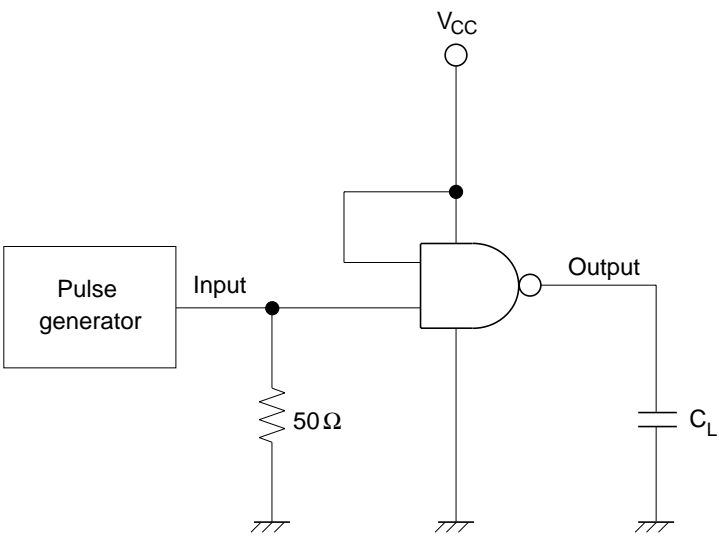 VCC
Pulse
generator
Input
Output
50Ω
CL